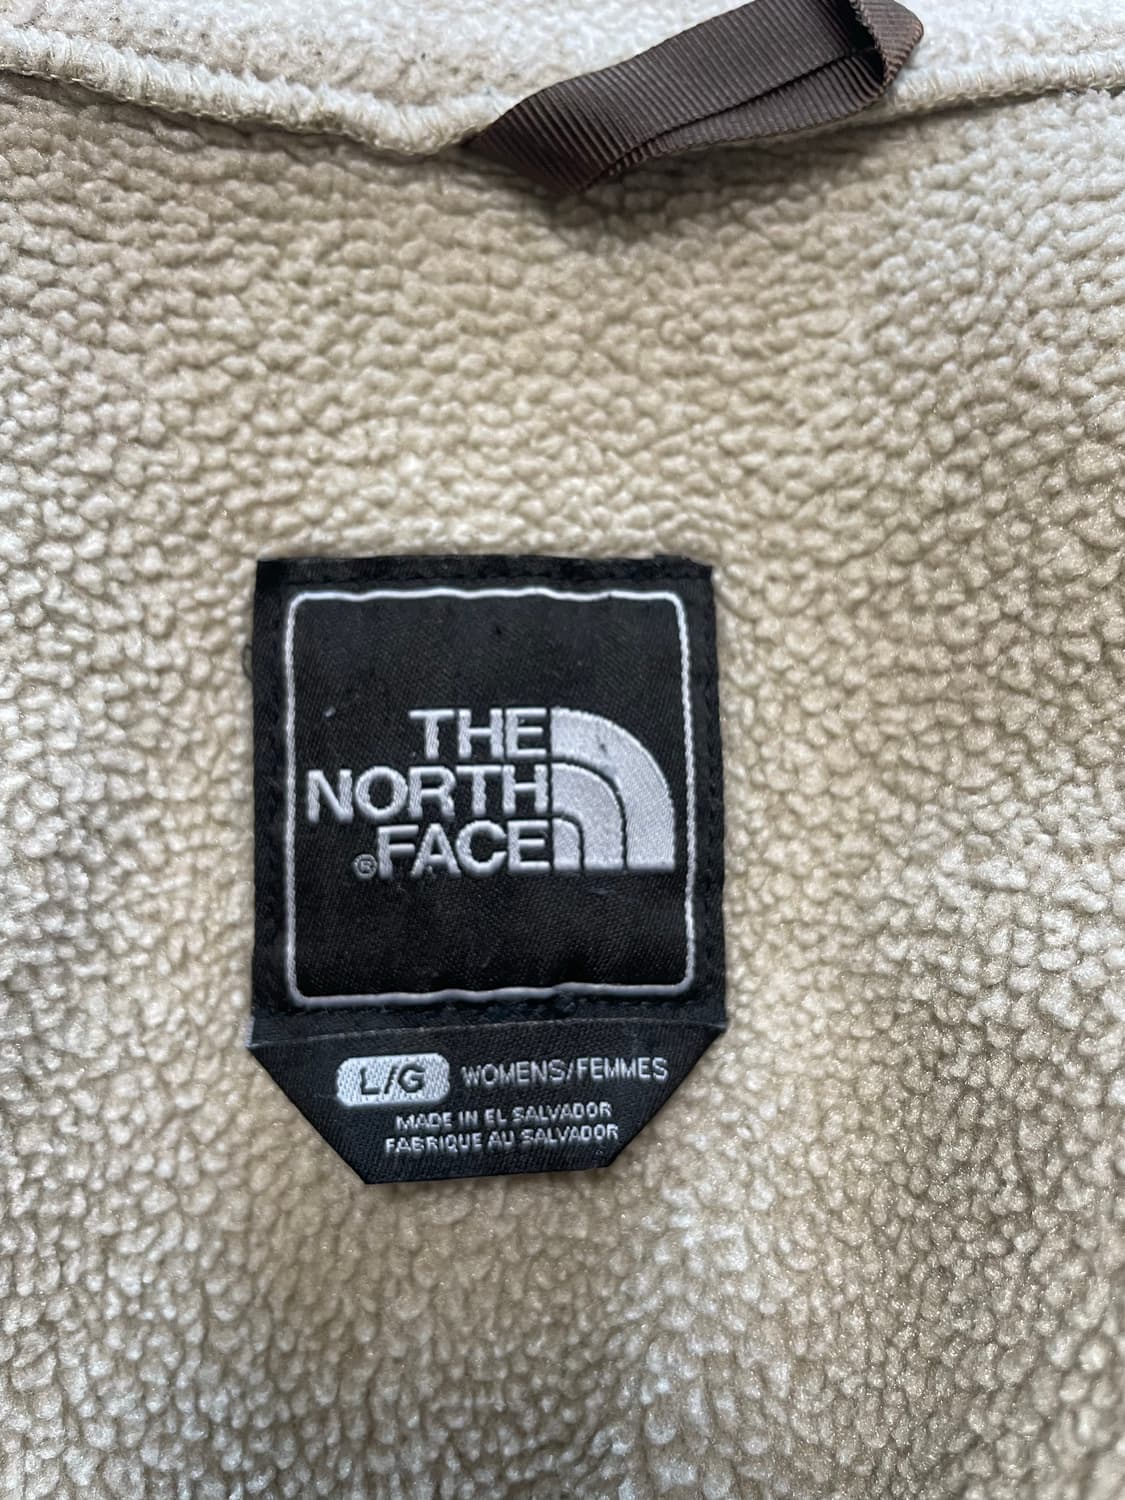 THE
NORTH
®FACE
L/G WOMENS/FEMMES
MADE IN EL SALVADOR
FABRIQUE AU SALVADOR